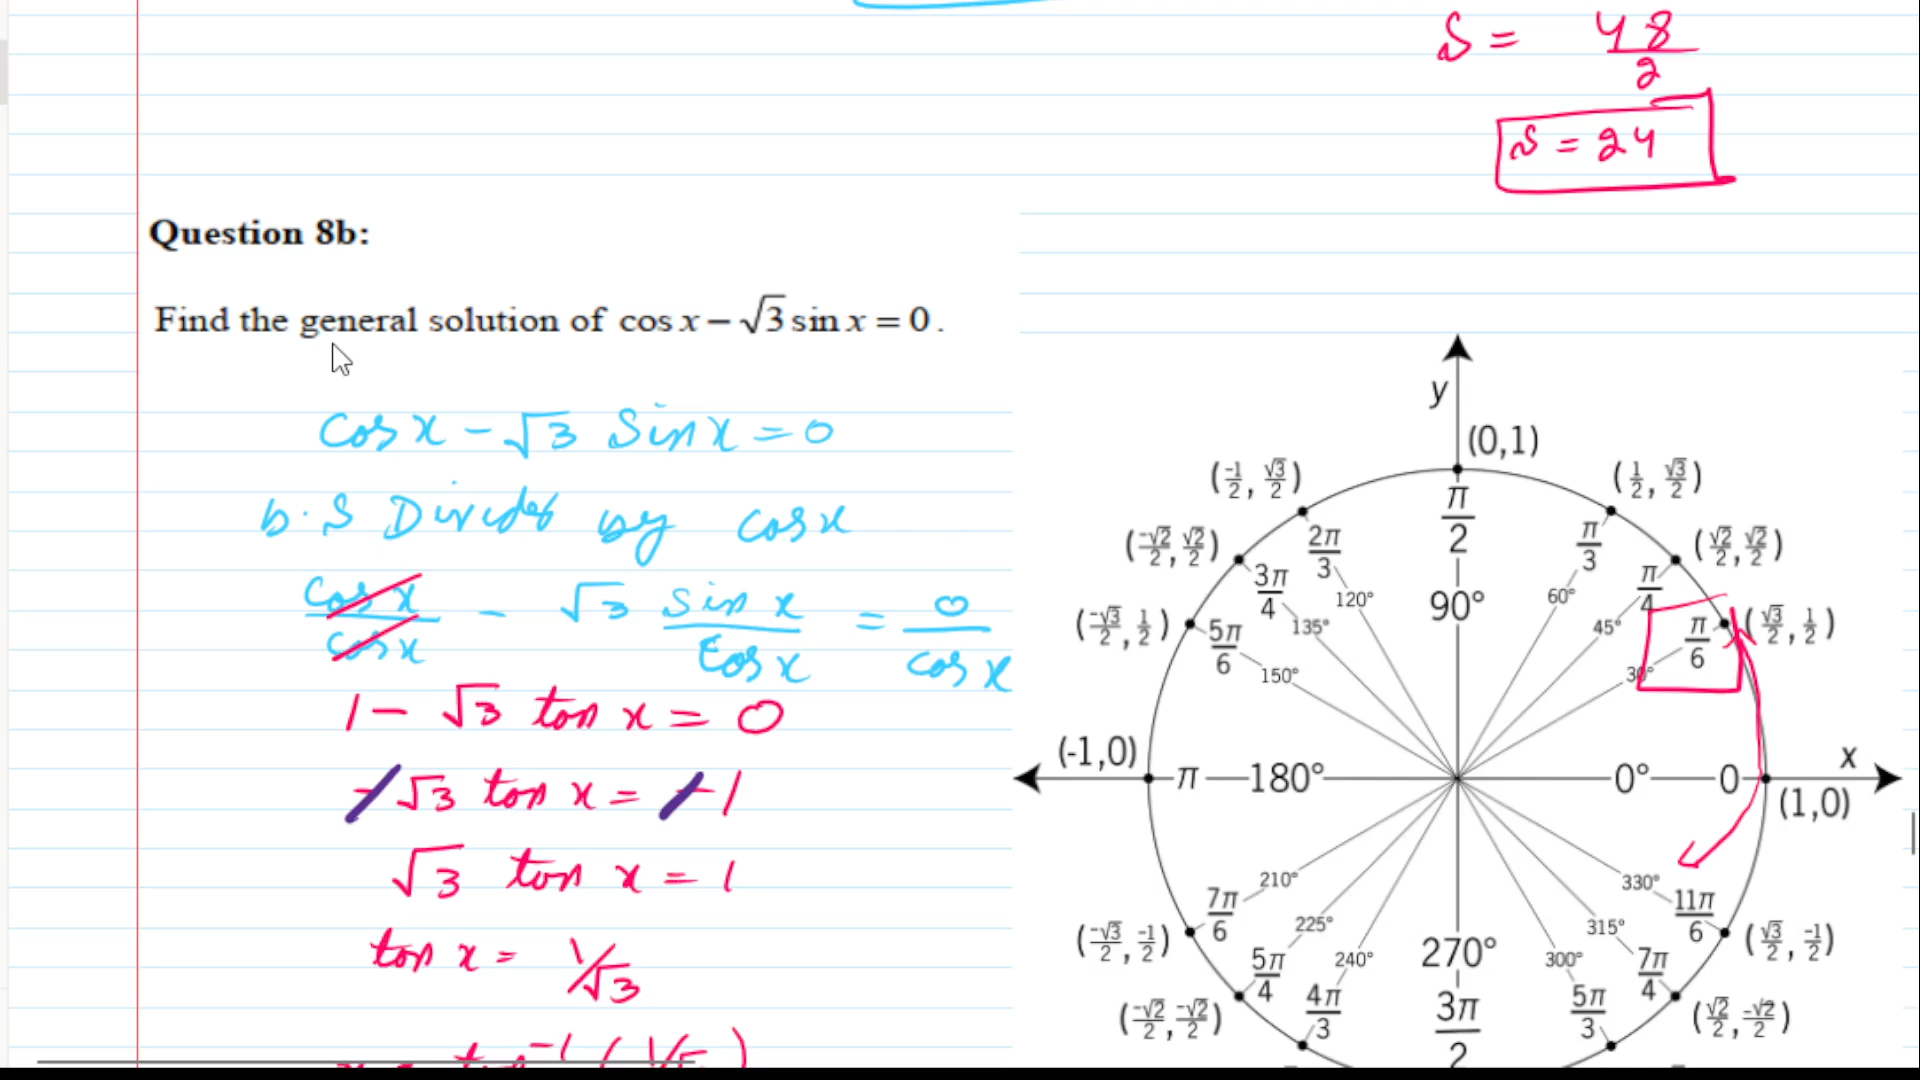 S = 48/2
S = 24
Question 8b:
Find the general solution of cos x − √3 sin x = 0.
Cos x − √3 Sin x = 0
b.S Divides by cos x
cos x/cos x − √3 sin x/cos x = 0/cos x
1 − √3 tan x = 0
−√3 tan x = −1
√3 tan x = 1
tan x = 1/√3
y
(0,1)
(-1/2, √3/2)
(1/2, √3/2)
π/2
(-√2/2, √2/2)
2π/3
π/3
(√2/2, √2/2)
3π/4
120°
90°
60°
π/4
(-√3/2, 1/2)
5π/6
135°
45°
π/6
(√3/2, 1/2)
150°
30°
(-1,0)
π
180°
0°
0
x
(1,0)
210°
330°
7π/6
225°
315°
11π/6
(-√3/2, -1/2)
5π/4
240°
270°
300°
7π/4
(√3/2, -1/2)
(-√2/2, -√2/2)
4π/3
3π/2
5π/3
(√2/2, -√2/2)